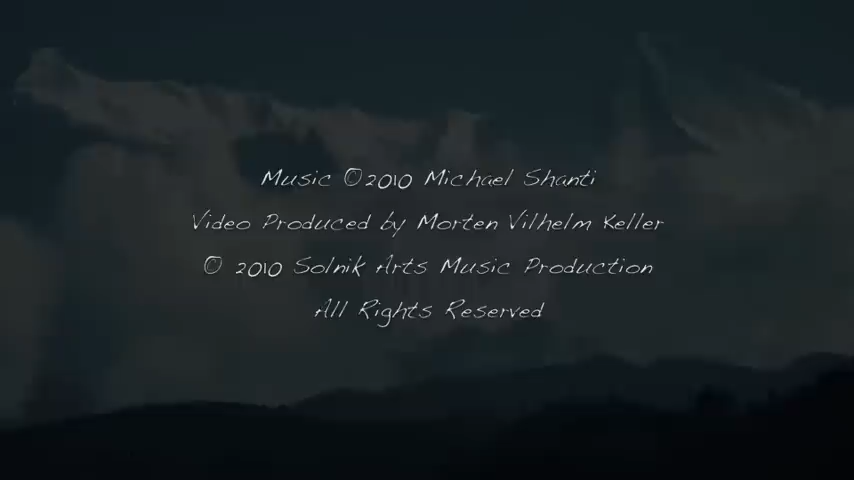 Music ©2010 Michael Shanti
Video Produced by Morten Vilhelm Keller
© 2010 Solnik Arts Music Production
All Rights Reserved